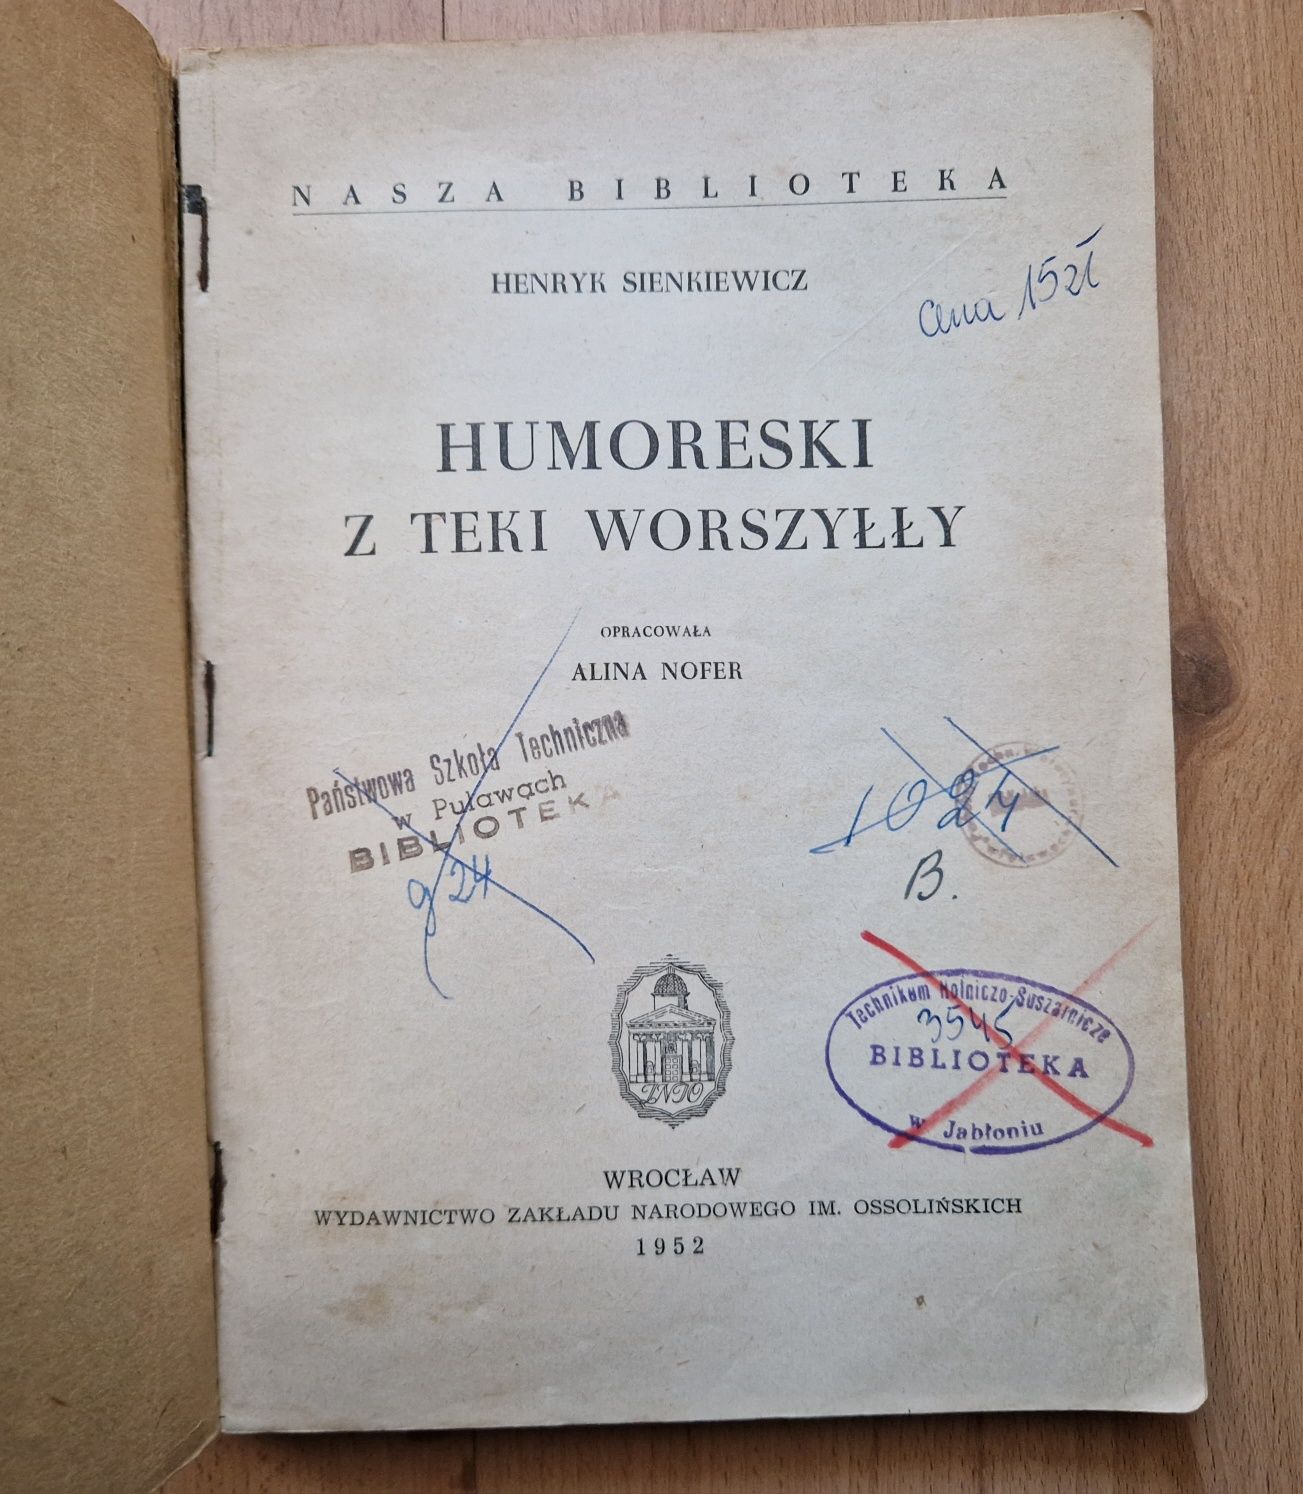 NASZA BIBLIOTEKA
HENRYK SIENKIEWICZ
Cena 15 zł
HUMORESKI
Z TEKI WORSZYŁŁY
OPRACOWAŁA
ALINA NOFER
Państwowa Szkoła Techniczna
w Puławach
BIBLIOTEKA
924
1024
B.
ZNIO
Technikum Rolniczo-Suszarnicze
3545
BIBLIOTEKA
w Jabłoniu
WROCŁAW
WYDAWNICTWO ZAKŁADU NARODOWEGO IM. OSSOLIŃSKICH
1952